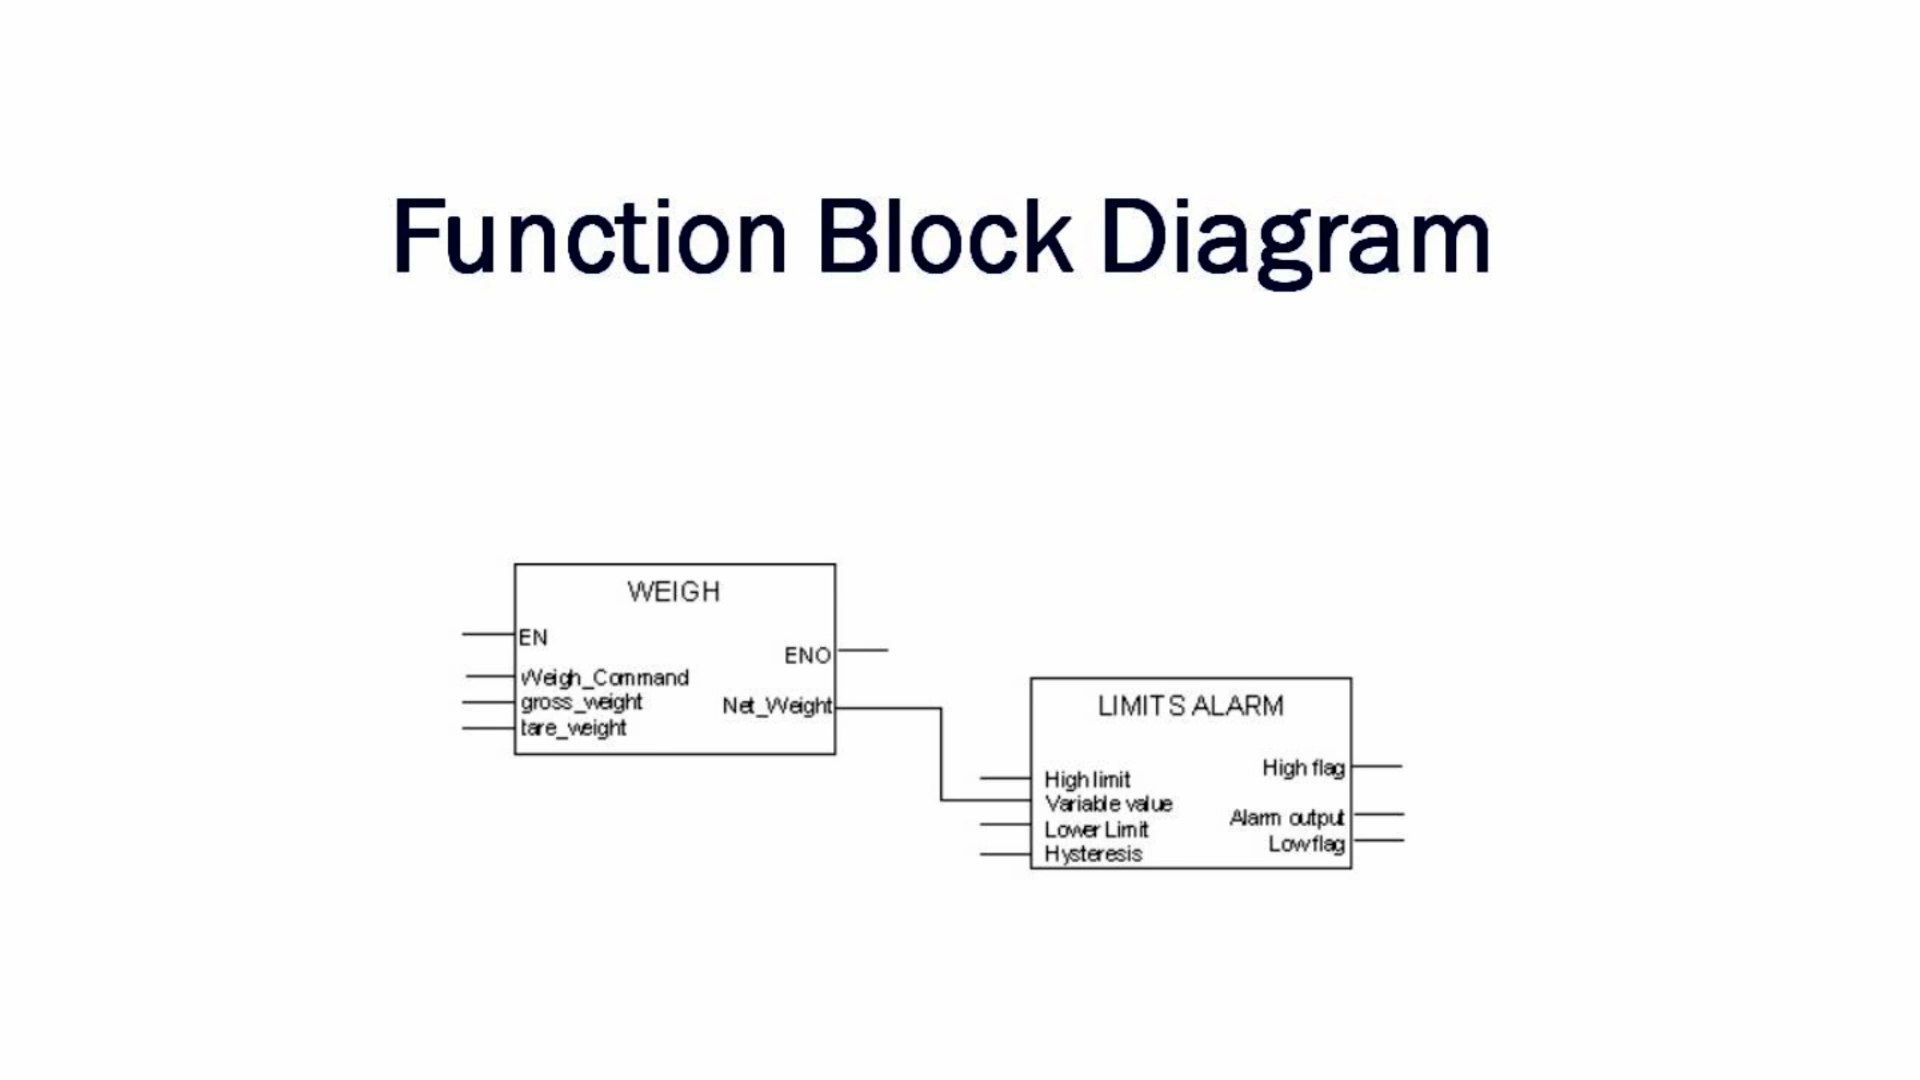 Function Block Diagram
WEIGH
EN
ENO
Weigh_Command
gross_weight
Net_Weight
tare_weight
LIMITS ALARM
High flag
High limit
Variable value
Alarm output
Lower Limit
Low flag
Hysteresis